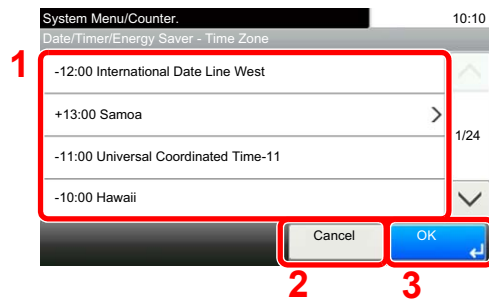 System Menu/Counter.
10:10
Date/Timer/Energy Saver - Time Zone
1
-12:00 International Date Line West
+13:00 Samoa
1/24
-11:00 Universal Coordinated Time-11
-10:00 Hawaii
Cancel
OK
2
3